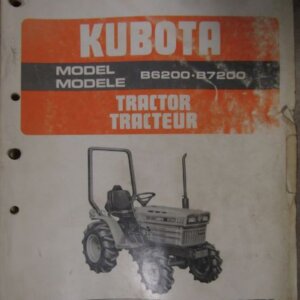 KUBOTA
MODEL
MODELE B6200·B7200
TRACTOR
TRACTEUR